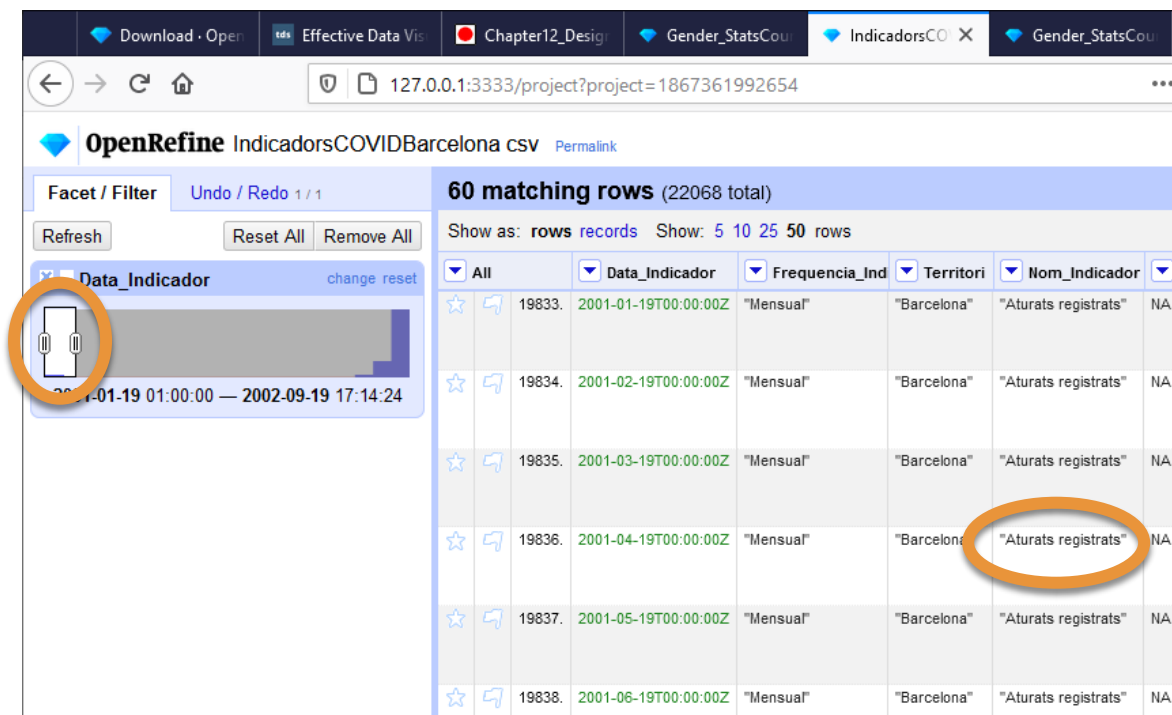 Download · Open
tds Effective Data Vis
Chapter12_Desig
Gender_StatsCou
IndicadorsCO
Gender_StatsCou
127.0.0.1:3333/project?project=1867361992654
OpenRefine IndicadorsCOVIDBarcelona csv Permalink
Facet / Filter Undo / Redo 1 / 1
60 matching rows (22068 total)
Refresh Reset All Remove All
Show as: rows records Show: 5 10 25 50 rows
Data_Indicador change reset
All Data_Indicador Frequencia_Ind Territori Nom_Indicador
19833. 2001-01-19T00:00:00Z "Mensual" "Barcelona" "Aturats registrats" NA
19834. 2001-02-19T00:00:00Z "Mensual" "Barcelona" "Aturats registrats" NA
2001-01-19 01:00:00 — 2002-09-19 17:14:24
19835. 2001-03-19T00:00:00Z "Mensual" "Barcelona" "Aturats registrats" NA
19836. 2001-04-19T00:00:00Z "Mensual" "Barcelona "Aturats registrats" NA
19837. 2001-05-19T00:00:00Z "Mensual" "Barcelona" "Aturats registrats" NA
19838. 2001-06-19T00:00:00Z "Mensual" "Barcelona" "Aturats registrats" NA